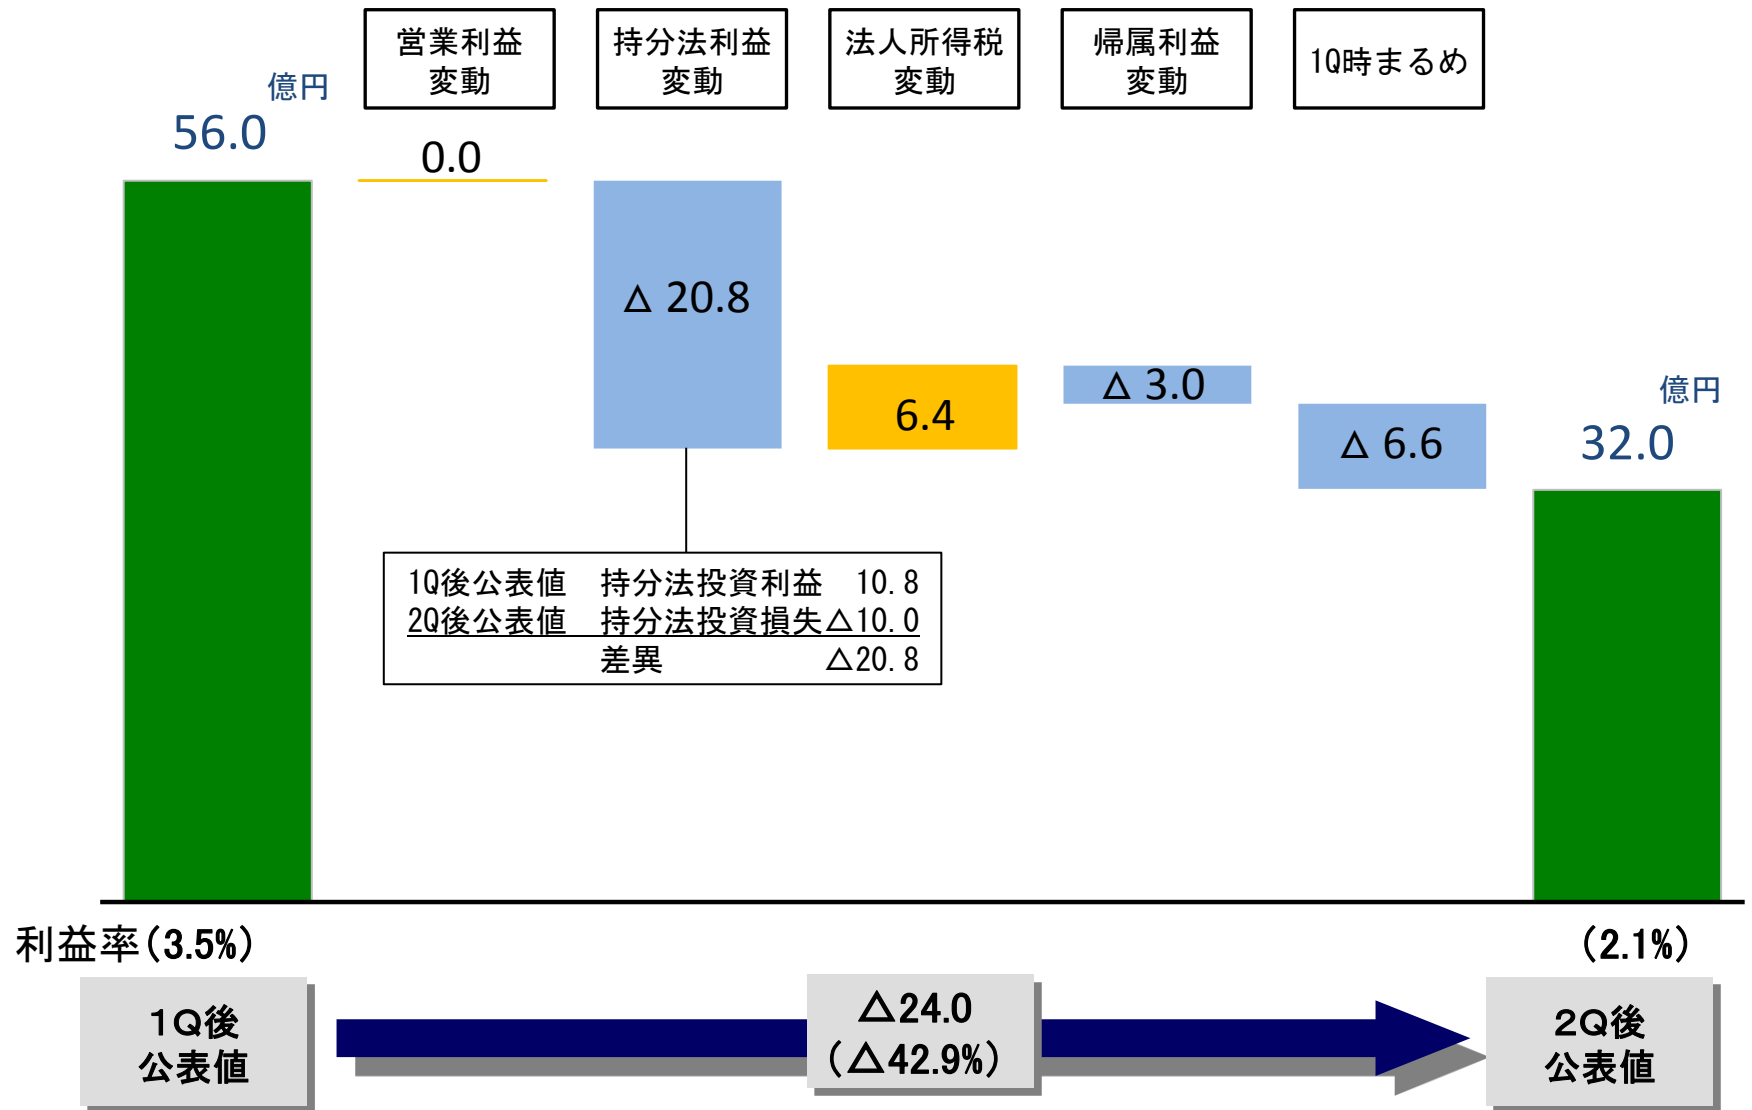 営業利益
変動
持分法利益
変動
法人所得税
変動
帰属利益
変動
1Q時まるめ
億円
56.0
0.0
△ 20.8
6.4
△ 3.0
△ 6.6
億円
32.0
1Q後公表値 持分法投資利益 10.8
2Q後公表値 持分法投資損失△10.0
差異 △20.8
利益率(3.5%)
(2.1%)
1Q後
公表値
△24.0
(△42.9%)
2Q後
公表値